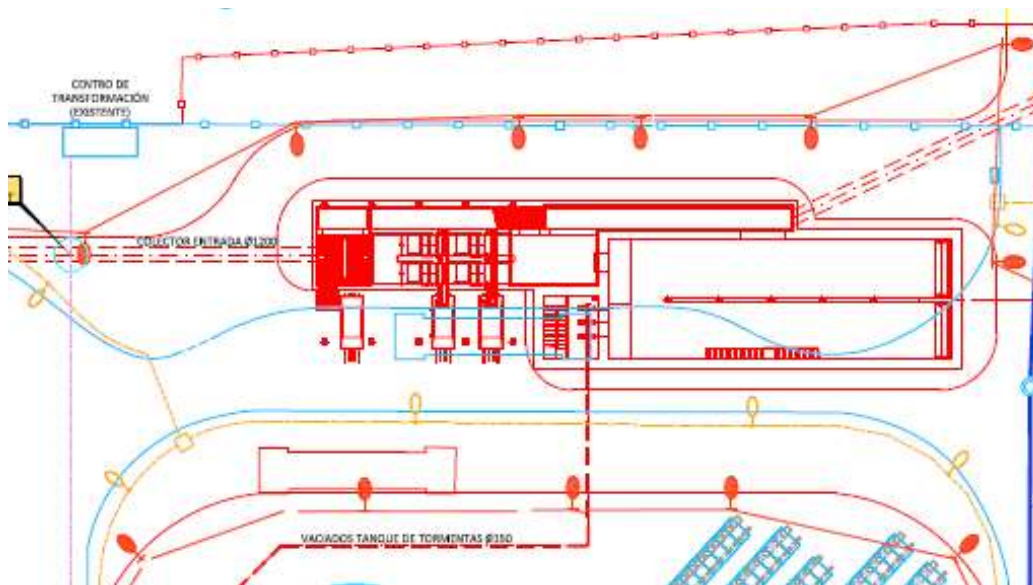 CENTRO DE
TRANSFORMACIÓN
(EXISTENTE)
COLECTOR ENTRADA Ø1200
VACIADOS TANQUE DE TORMENTAS Ø350